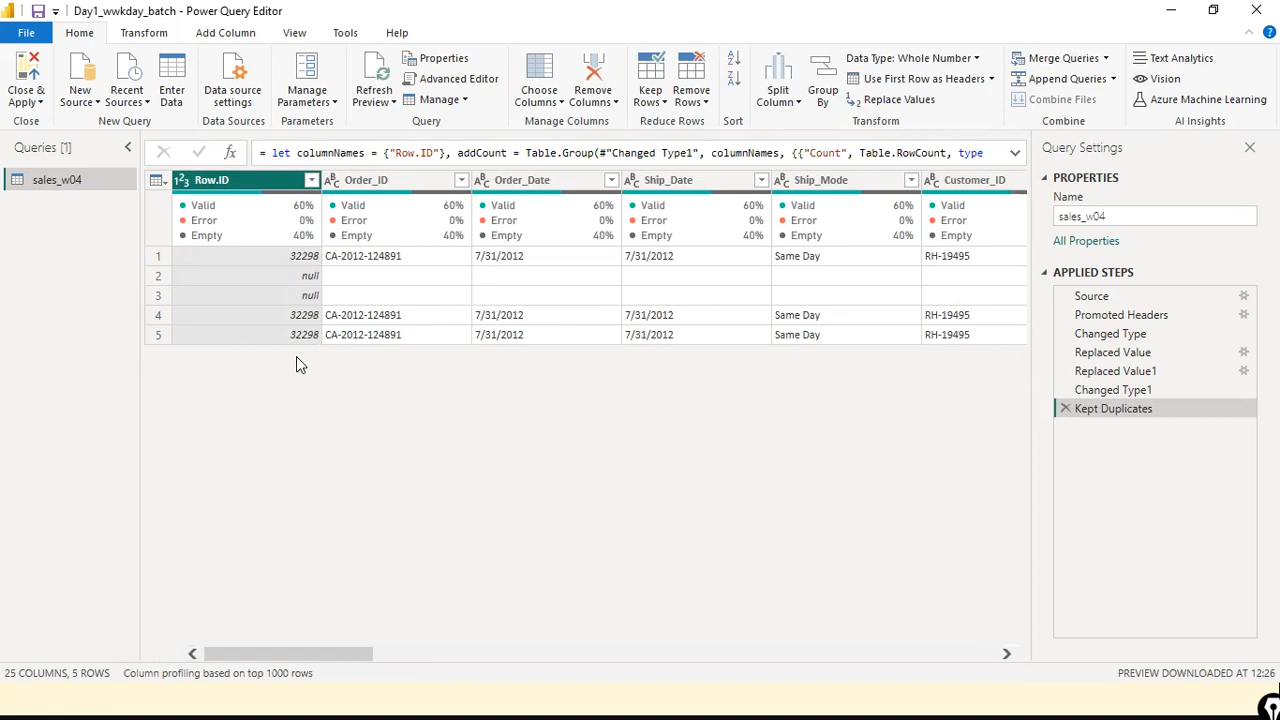 Day1_wwkday_batch - Power Query Editor
File Home Transform Add Column View Tools Help
Close & Apply
New Source
Recent Sources
Enter Data
Data source settings
Manage Parameters
Refresh Preview
Properties
Advanced Editor
Manage
Choose Columns
Remove Columns
Keep Rows
Remove Rows
Split Column
Group By
Data Type: Whole Number
Use First Row as Headers
Replace Values
Merge Queries
Append Queries
Combine Files
Text Analytics
Vision
Azure Machine Learning
Close New Query Data Sources Parameters Query Manage Columns Reduce Rows Sort Transform Combine AI Insights
Queries [1]
sales_w04
fx = let columnNames = {"Row.ID"}, addCount = Table.Group(#"Changed Type1", columnNames, {{"Count", Table.RowCount, type
Row.ID Order_ID Order_Date Ship_Date Ship_Mode Customer_ID
Valid 60% Valid 60% Valid 60% Valid 60% Valid 60% Valid
Error 0% Error 0% Error 0% Error 0% Error 0% Error
Empty 40% Empty 40% Empty 40% Empty 40% Empty 40% Empty
1 32298 CA-2012-124891 7/31/2012 7/31/2012 Same Day RH-19495
2 null
3 null
4 32298 CA-2012-124891 7/31/2012 7/31/2012 Same Day RH-19495
5 32298 CA-2012-124891 7/31/2012 7/31/2012 Same Day RH-19495
Query Settings
PROPERTIES
Name
sales_w04
All Properties
APPLIED STEPS
Source
Promoted Headers
Changed Type
Replaced Value
Replaced Value1
Changed Type1
Kept Duplicates
25 COLUMNS, 5 ROWS Column profiling based on top 1000 rows PREVIEW DOWNLOADED AT 12:26